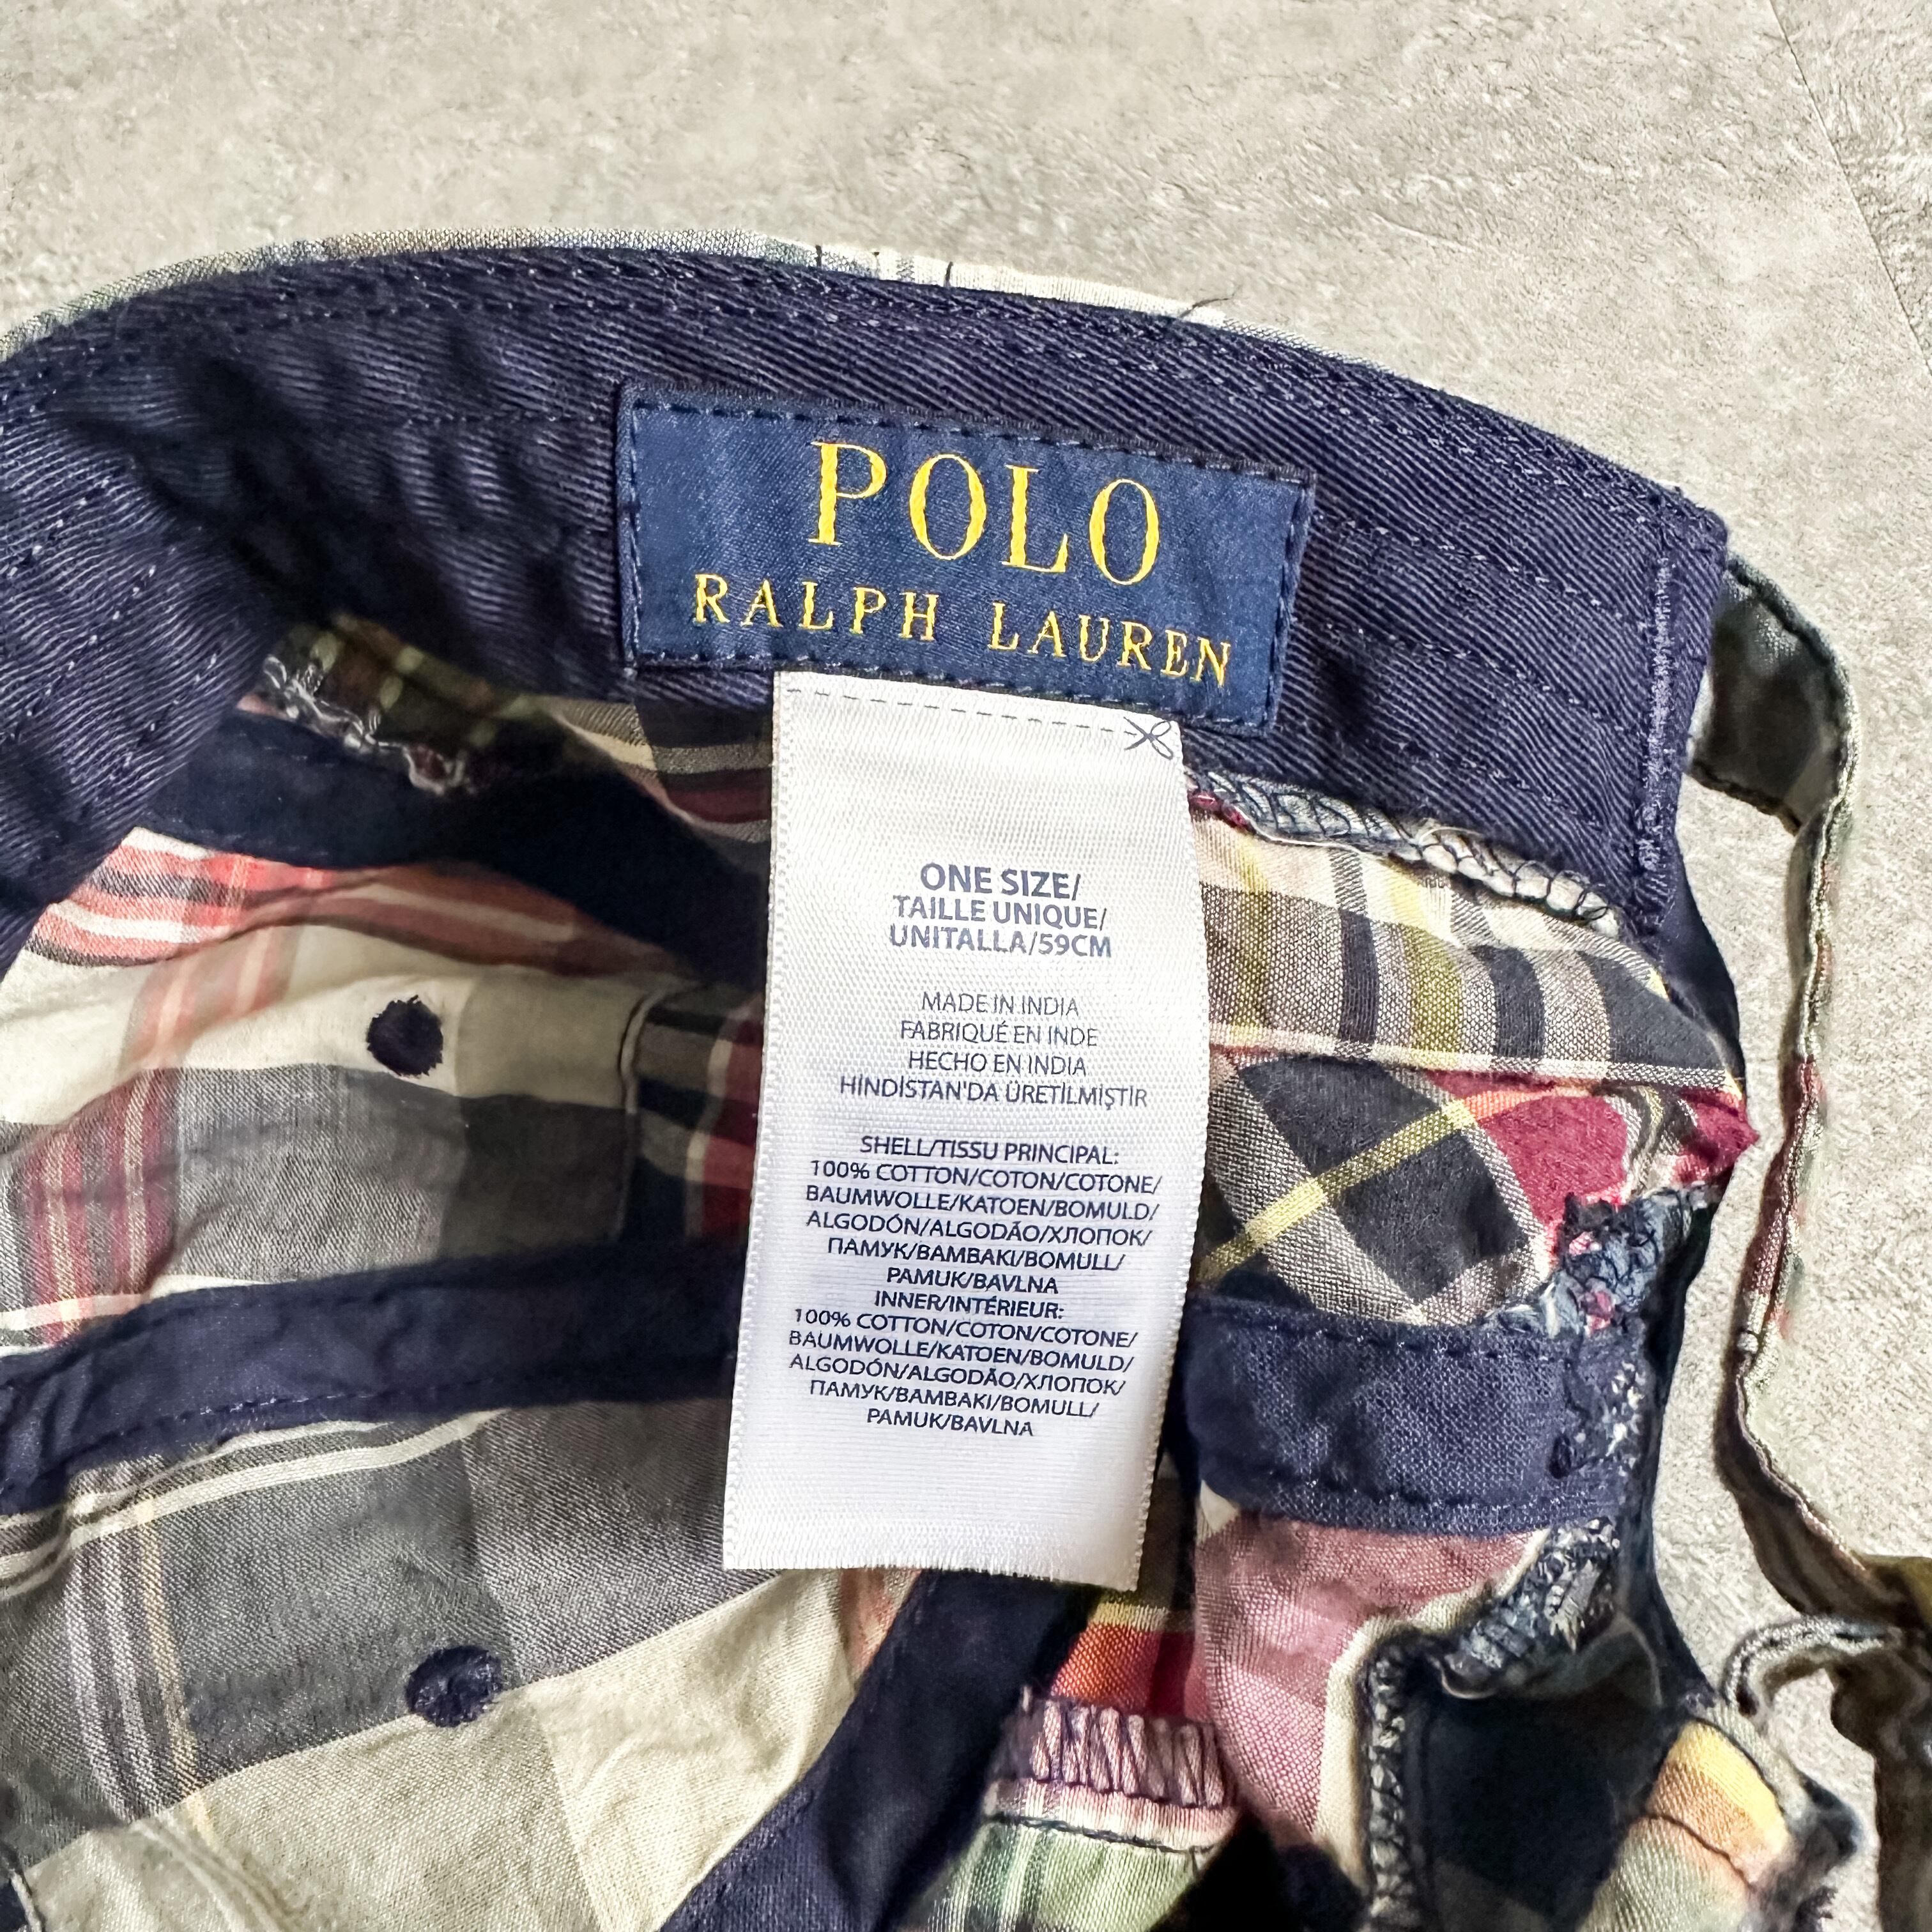 POLO
RALPH LAUREN
ONE SIZE/
TAILLE UNIQUE/
UNITALLA/59CM
MADE IN INDIA
FABRIQUÉ EN INDE
HECHO EN INDIA
HİNDİSTAN'DA ÜRETİLMİŞTİR
SHELL/TISSU PRINCIPAL:
100% COTTON/COTON/COTONE/
BAUMWOLLE/KATOEN/BOMULD/
ALGODÓN/ALGODÃO/ХЛОПОК/
ПАМУК/ΒΑΜΒΑΚΙ/BOMULL/
PAMUK/BAVLNA
INNER/INTÉRIEUR:
100% COTTON/COTON/COTONE/
BAUMWOLLE/KATOEN/BOMULD/
ALGODÓN/ALGODÃO/ХЛОПОК/
ПАМУК/ΒΑΜΒΑΚΙ/BOMULL/
PAMUK/BAVLNA